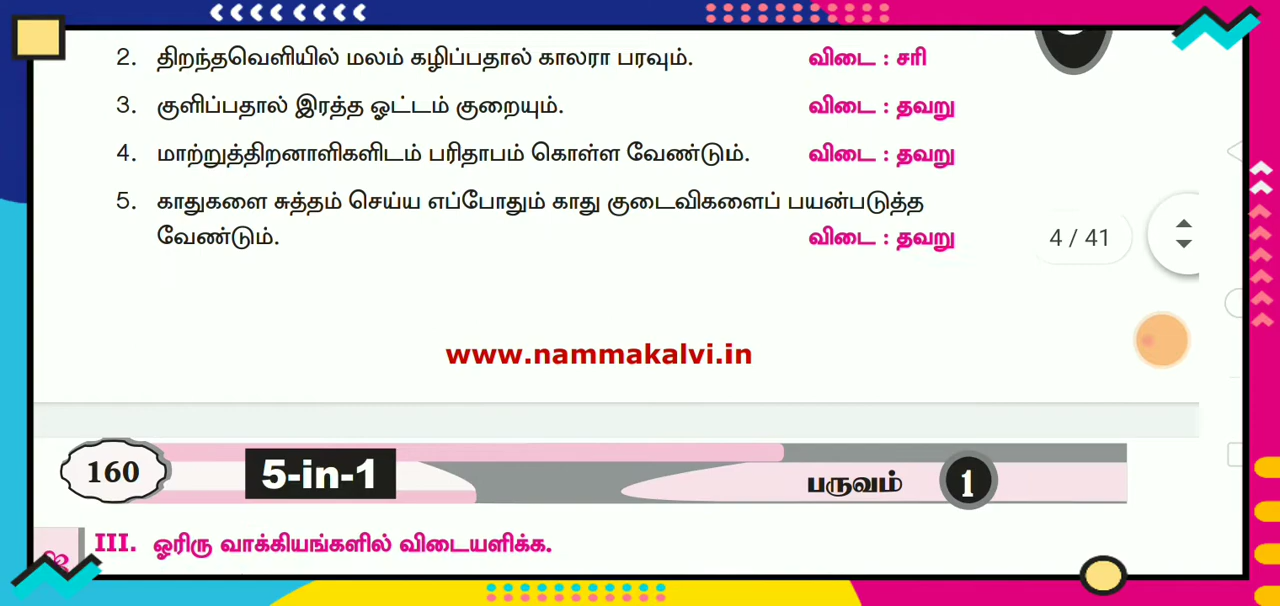 2. திறந்தவெளியில் மலம் கழிப்பதால் காலரா பரவும். விடை : சரி
3. குளிப்பதால் இரத்த ஓட்டம் குறையும். விடை : தவறு
4. மாற்றுத்திறனாளிகளிடம் பரிதாபம் கொள்ள வேண்டும். விடை : தவறு
5. காதுகளை சுத்தம் செய்ய எப்போதும் காது குடைவிகளைப் பயன்படுத்த
வேண்டும். விடை : தவறு
4 / 41
www.nammakalvi.in
160 5-in-1 பருவம் 1
III. ஓரிரு வாக்கியங்களில் விடையளிக்க.